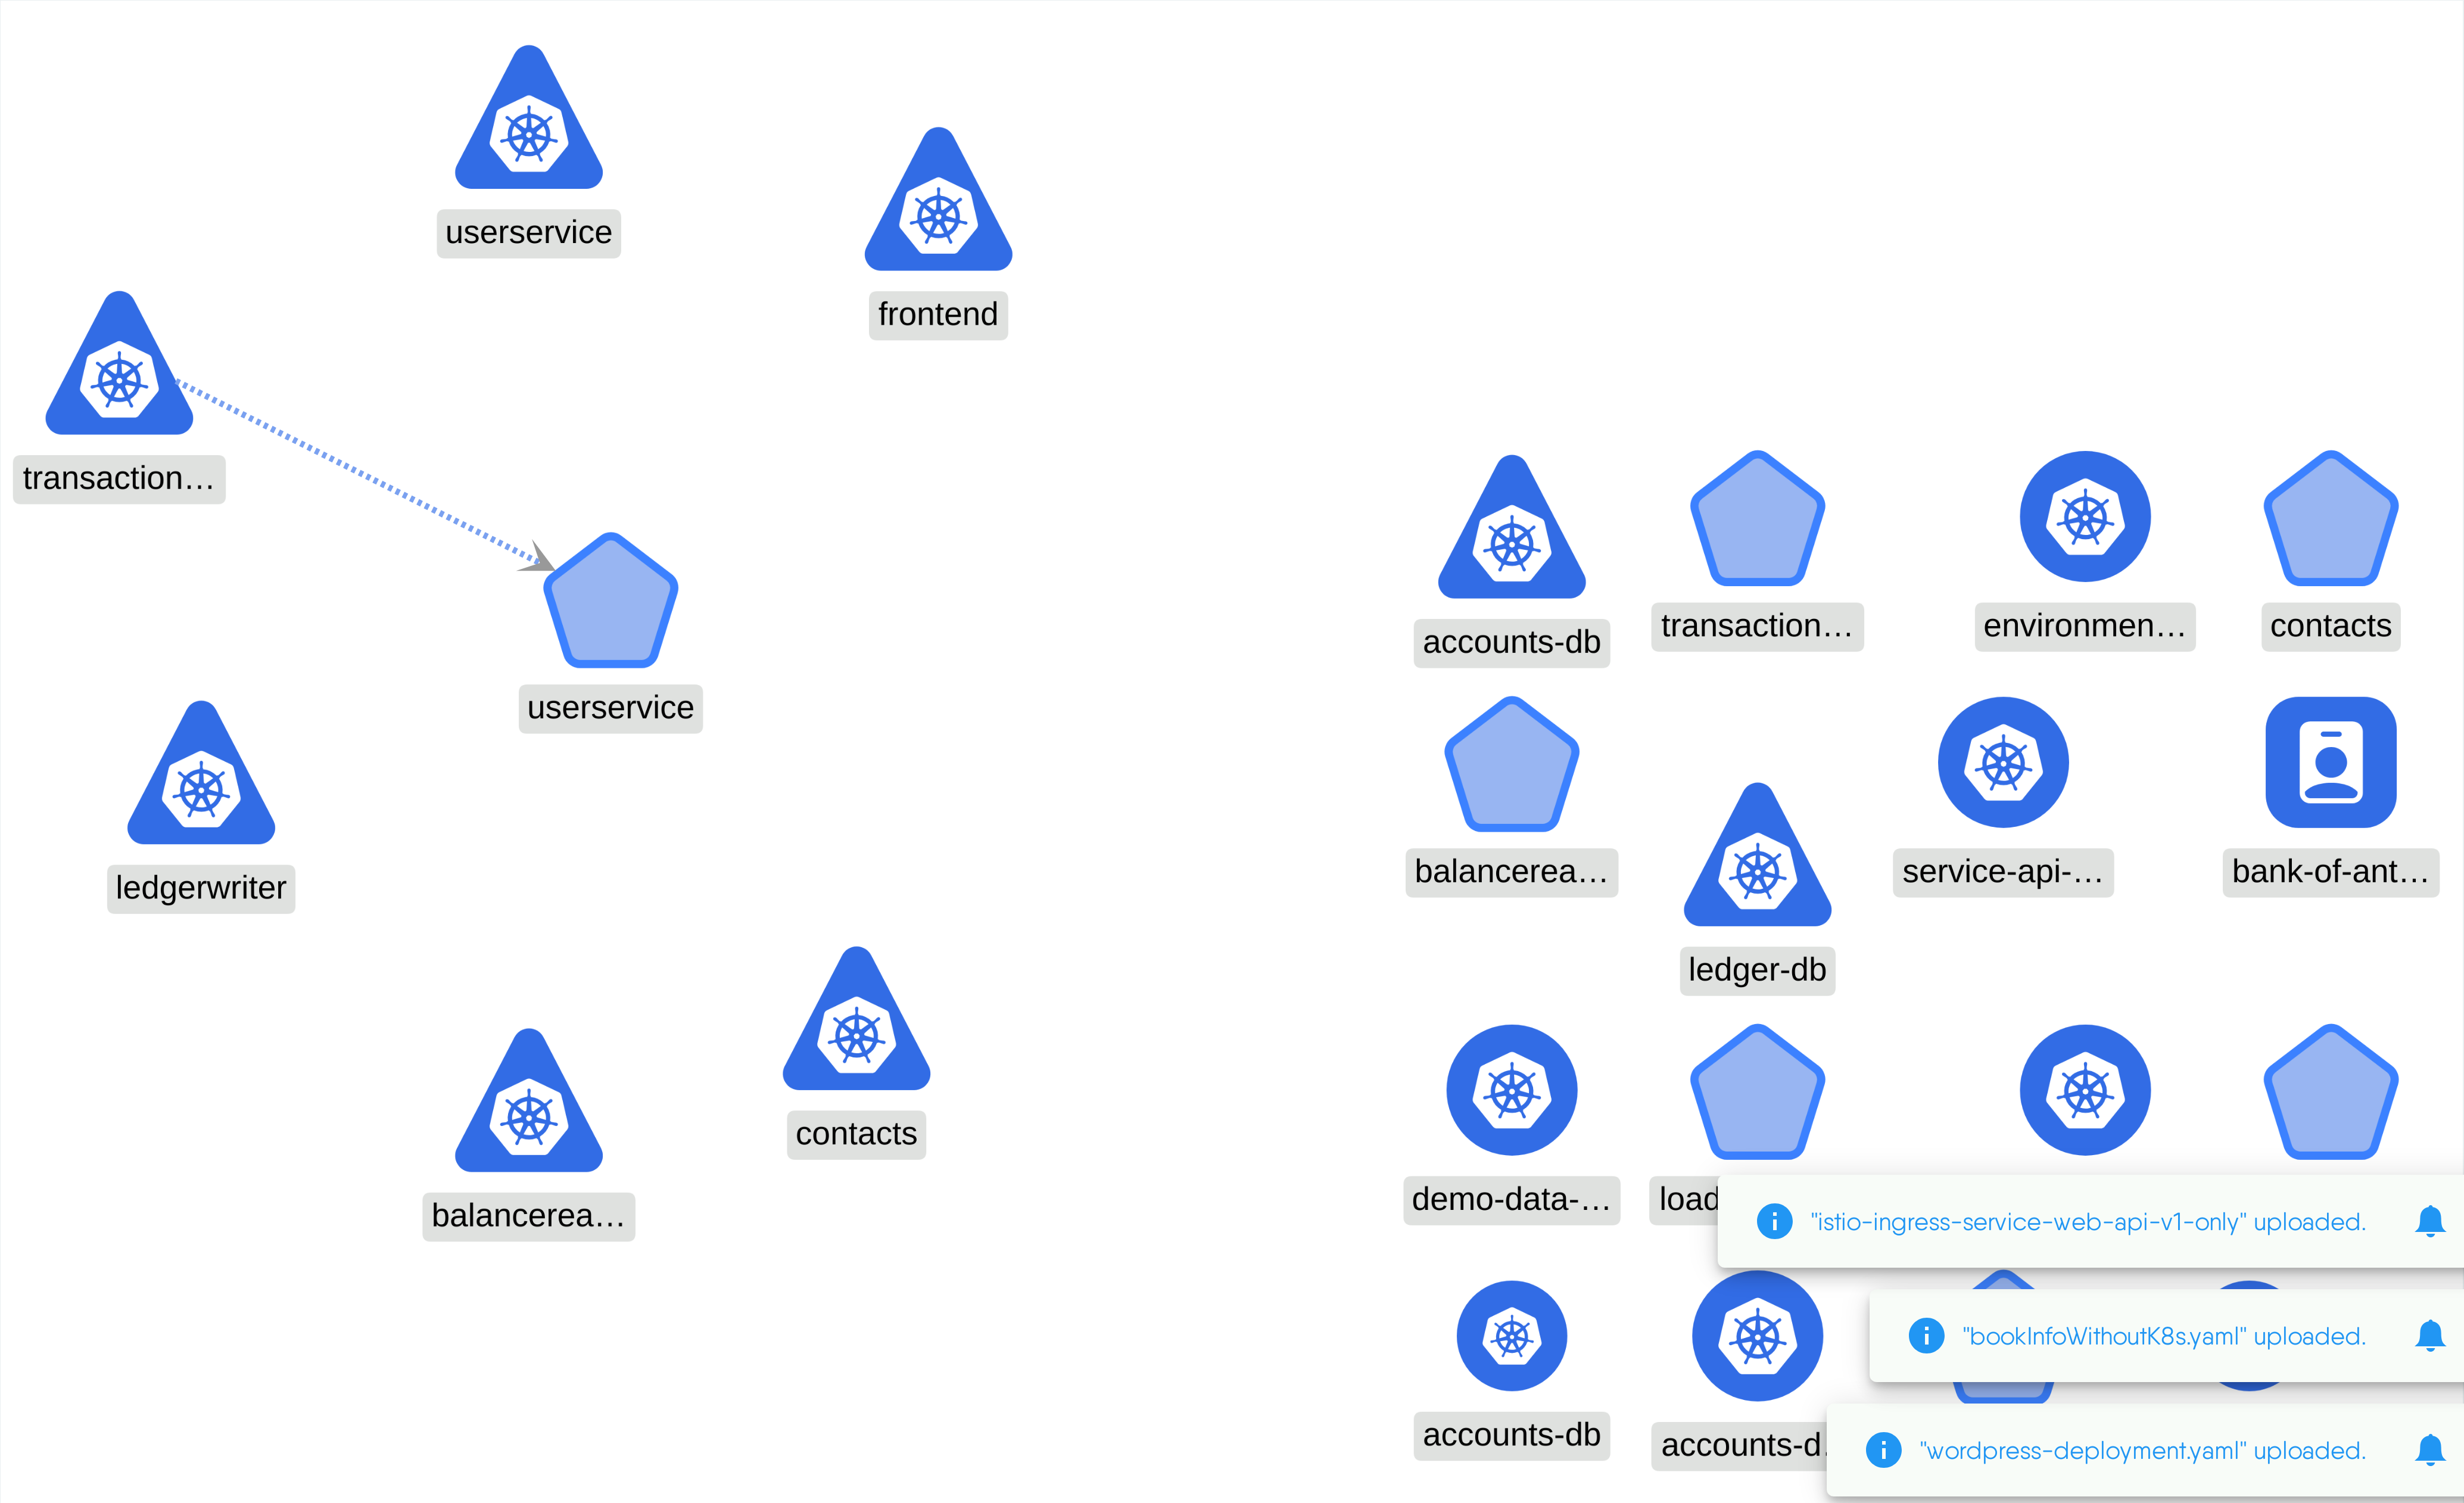 userservice
frontend
transaction…
userservice
ledgerwriter
contacts
balancerea…
accounts-db
transaction…
environmen…
contacts
balancerea…
service-api-…
bank-of-ant…
ledger-db
demo-data-…
load
"istio-ingress-service-web-api-v1-only" uploaded.
"bookInfoWithoutK8s.yaml" uploaded.
accounts-db
accounts-d
"wordpress-deployment.yaml" uploaded.